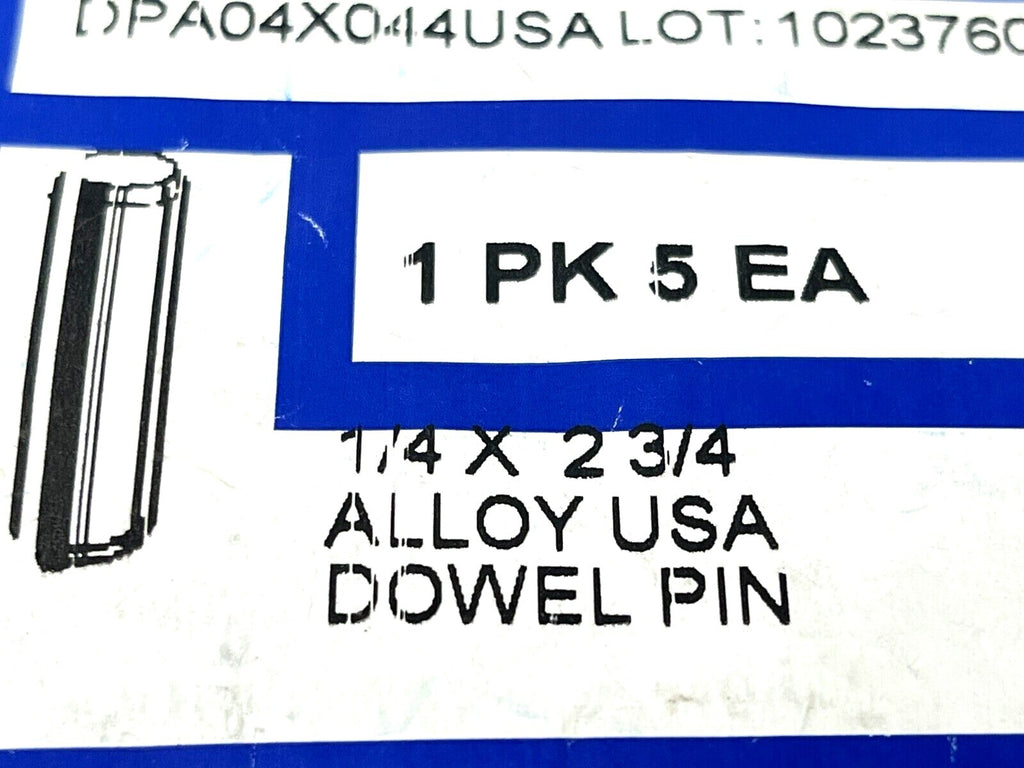 DPA04X044USA LOT: 1023760
1 PK 5 EA
1/4 X 2 3/4
ALLOY USA
DOWEL PIN